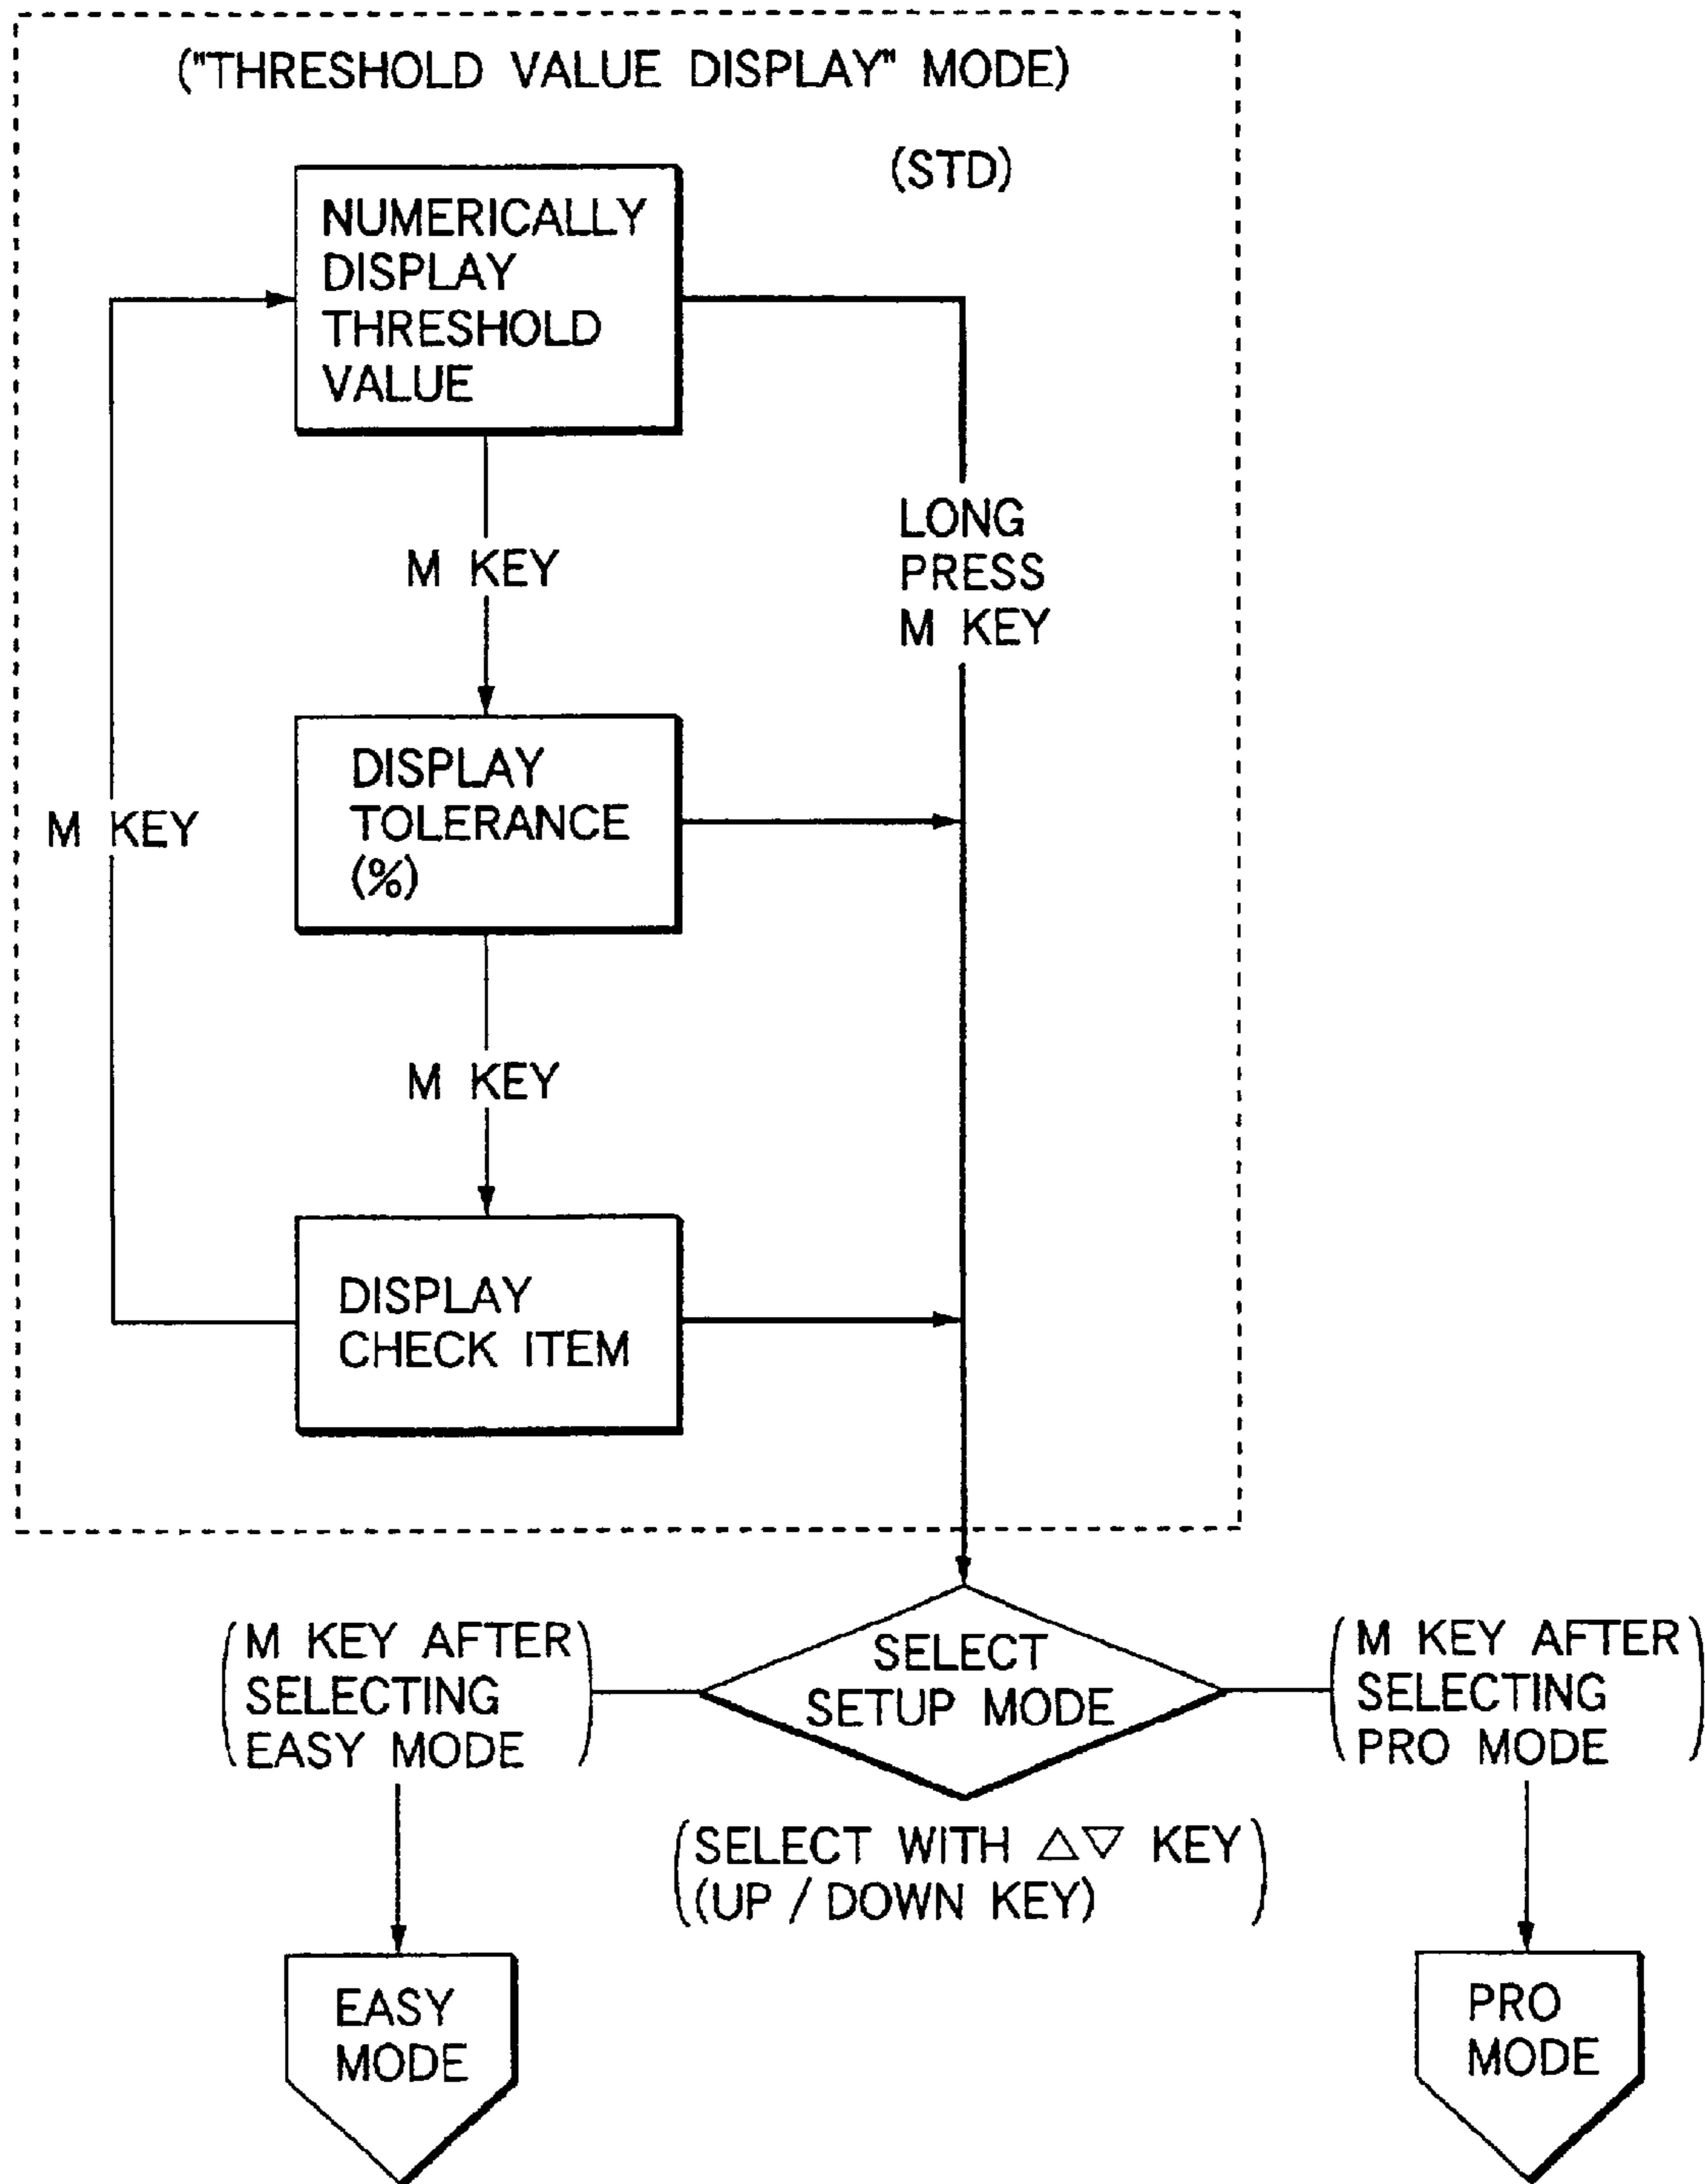 ("THRESHOLD VALUE DISPLAY" MODE)
(STD)
NUMERICALLY
DISPLAY
THRESHOLD
VALUE
LONG
PRESS
M KEY
M KEY
DISPLAY
TOLERANCE
(%)
M KEY
M KEY
DISPLAY
CHECK ITEM
(M KEY AFTER
SELECTING
EASY MODE)
SELECT
SETUP MODE
(M KEY AFTER
SELECTING
PRO MODE)
(SELECT WITH △▽ KEY
(UP / DOWN KEY))
EASY
MODE
PRO
MODE